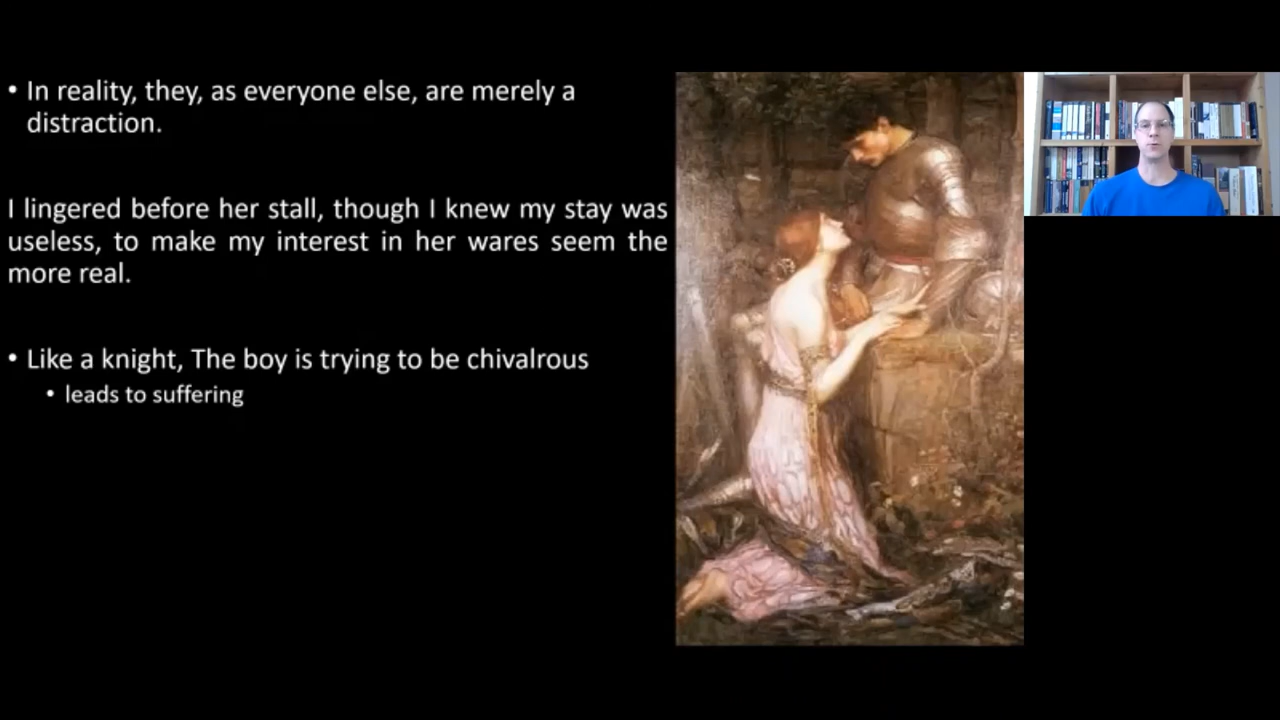 • In reality, they, as everyone else, are merely a
distraction.
I lingered before her stall, though I knew my stay was
useless, to make my interest in her wares seem the
more real.
• Like a knight, The boy is trying to be chivalrous
• leads to suffering